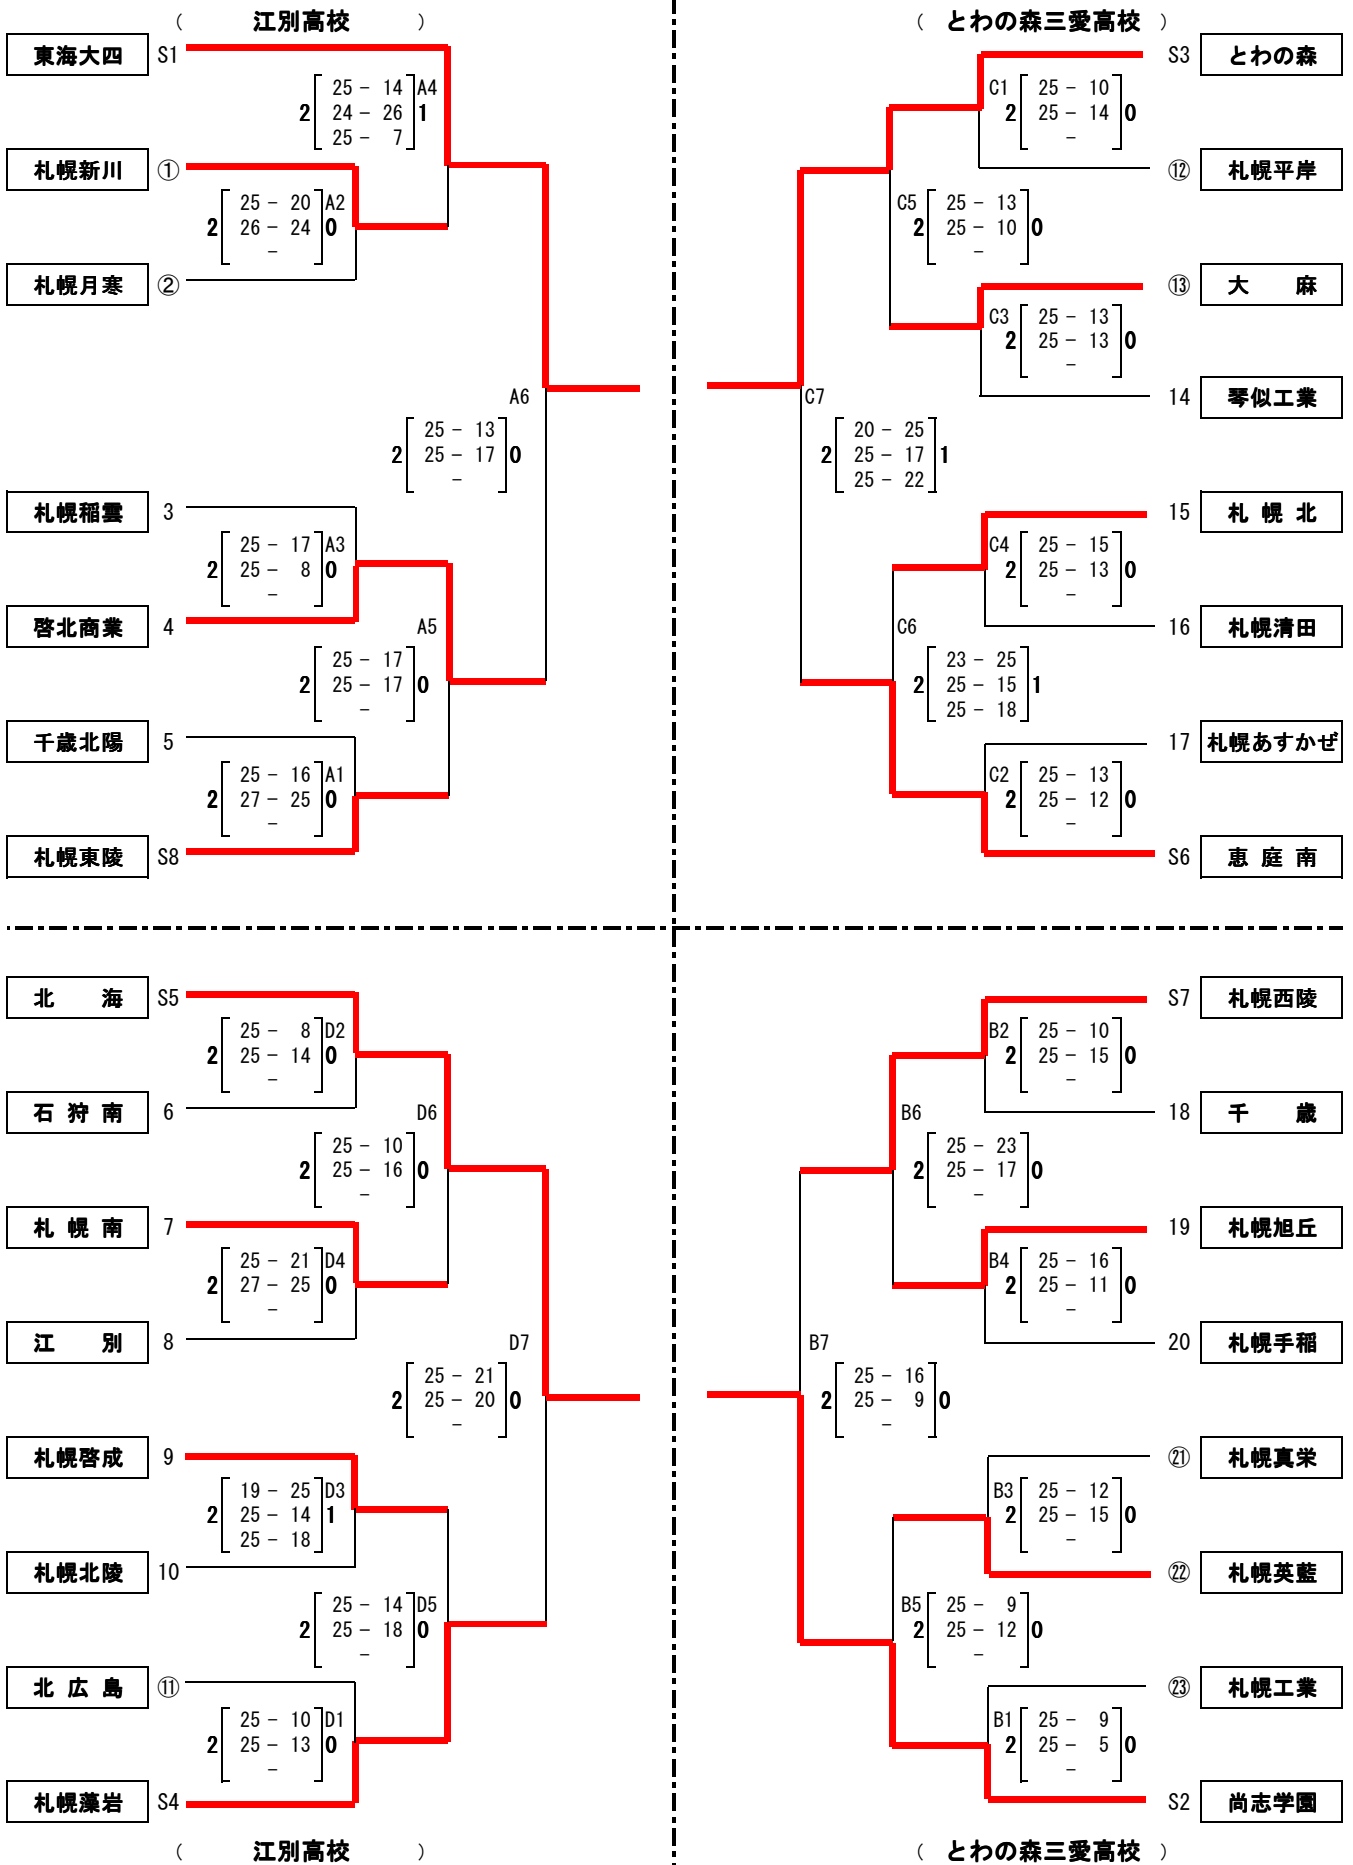 （ 江別高校 ）
東海大四 S1
25 - 14 A4
2 24 - 26 1
25 - 7
札幌新川 ①
25 - 20 A2
2 26 - 24 0
-
札幌月寒 ②
A6
25 - 13
2 25 - 17 0
-
札幌稲雲 3
25 - 17 A3
2 25 - 8 0
-
啓北商業 4
A5
25 - 17
2 25 - 17 0
-
千歳北陽 5
25 - 16 A1
2 27 - 25 0
-
札幌東陵 S8
（ とわの森三愛高校 ）
S3 とわの森
C1 25 - 10
2 25 - 14 0
-
⑫ 札幌平岸
C5 25 - 13
2 25 - 10 0
-
⑬ 大 麻
C3 25 - 13
2 25 - 13 0
-
14 琴似工業
C7
20 - 25
2 25 - 17 1
25 - 22
15 札 幌 北
C4 25 - 15
2 25 - 13 0
-
16 札幌清田
C6
23 - 25
2 25 - 15 1
25 - 18
17 札幌あすかぜ
C2 25 - 13
2 25 - 12 0
-
S6 恵 庭 南
北 海 S5
25 - 8 D2
2 25 - 14 0
-
石 狩 南 6
D6
25 - 10
2 25 - 16 0
-
札 幌 南 7
25 - 21 D4
2 27 - 25 0
-
江 別 8
D7
25 - 21
2 25 - 20 0
-
札幌啓成 9
19 - 25 D3
2 25 - 14 1
25 - 18
札幌北陵 10
25 - 14 D5
2 25 - 18 0
-
北 広 島 ⑪
25 - 10 D1
2 25 - 13 0
-
札幌藻岩 S4
（ 江別高校 ）
S7 札幌西陵
B2 25 - 10
2 25 - 15 0
-
18 千 歳
B6
25 - 23
2 25 - 17 0
-
19 札幌旭丘
B4 25 - 16
2 25 - 11 0
-
20 札幌手稲
B7
25 - 16
2 25 - 9 0
-
㉑ 札幌真栄
B3 25 - 12
2 25 - 15 0
-
㉒ 札幌英藍
B5 25 - 9
2 25 - 12 0
-
㉓ 札幌工業
B1 25 - 9
2 25 - 5 0
-
S2 尚志学園
（ とわの森三愛高校 ）